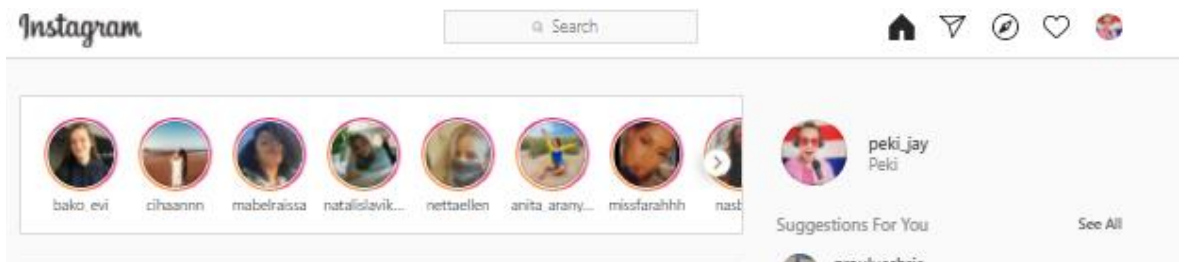 Instagram
Search
peki_jay
Peki
bako_evi cihaannn mabelraissa natalislavik... nettaellen anita_arany... missfarahhh
Suggestions For You See All